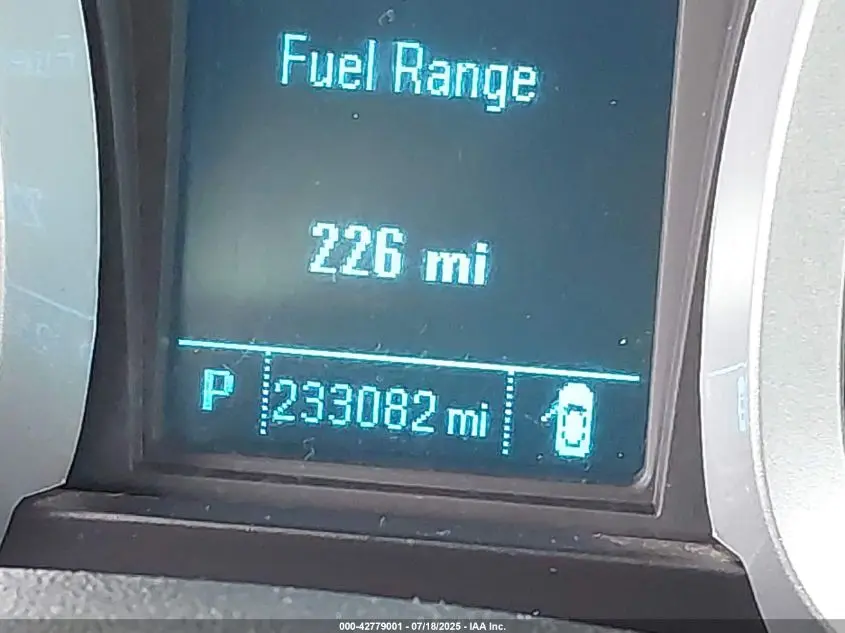 Fuel Range
226 mi
P 233082 mi
000-42779001 - 07/18/2025 - IAA Inc.